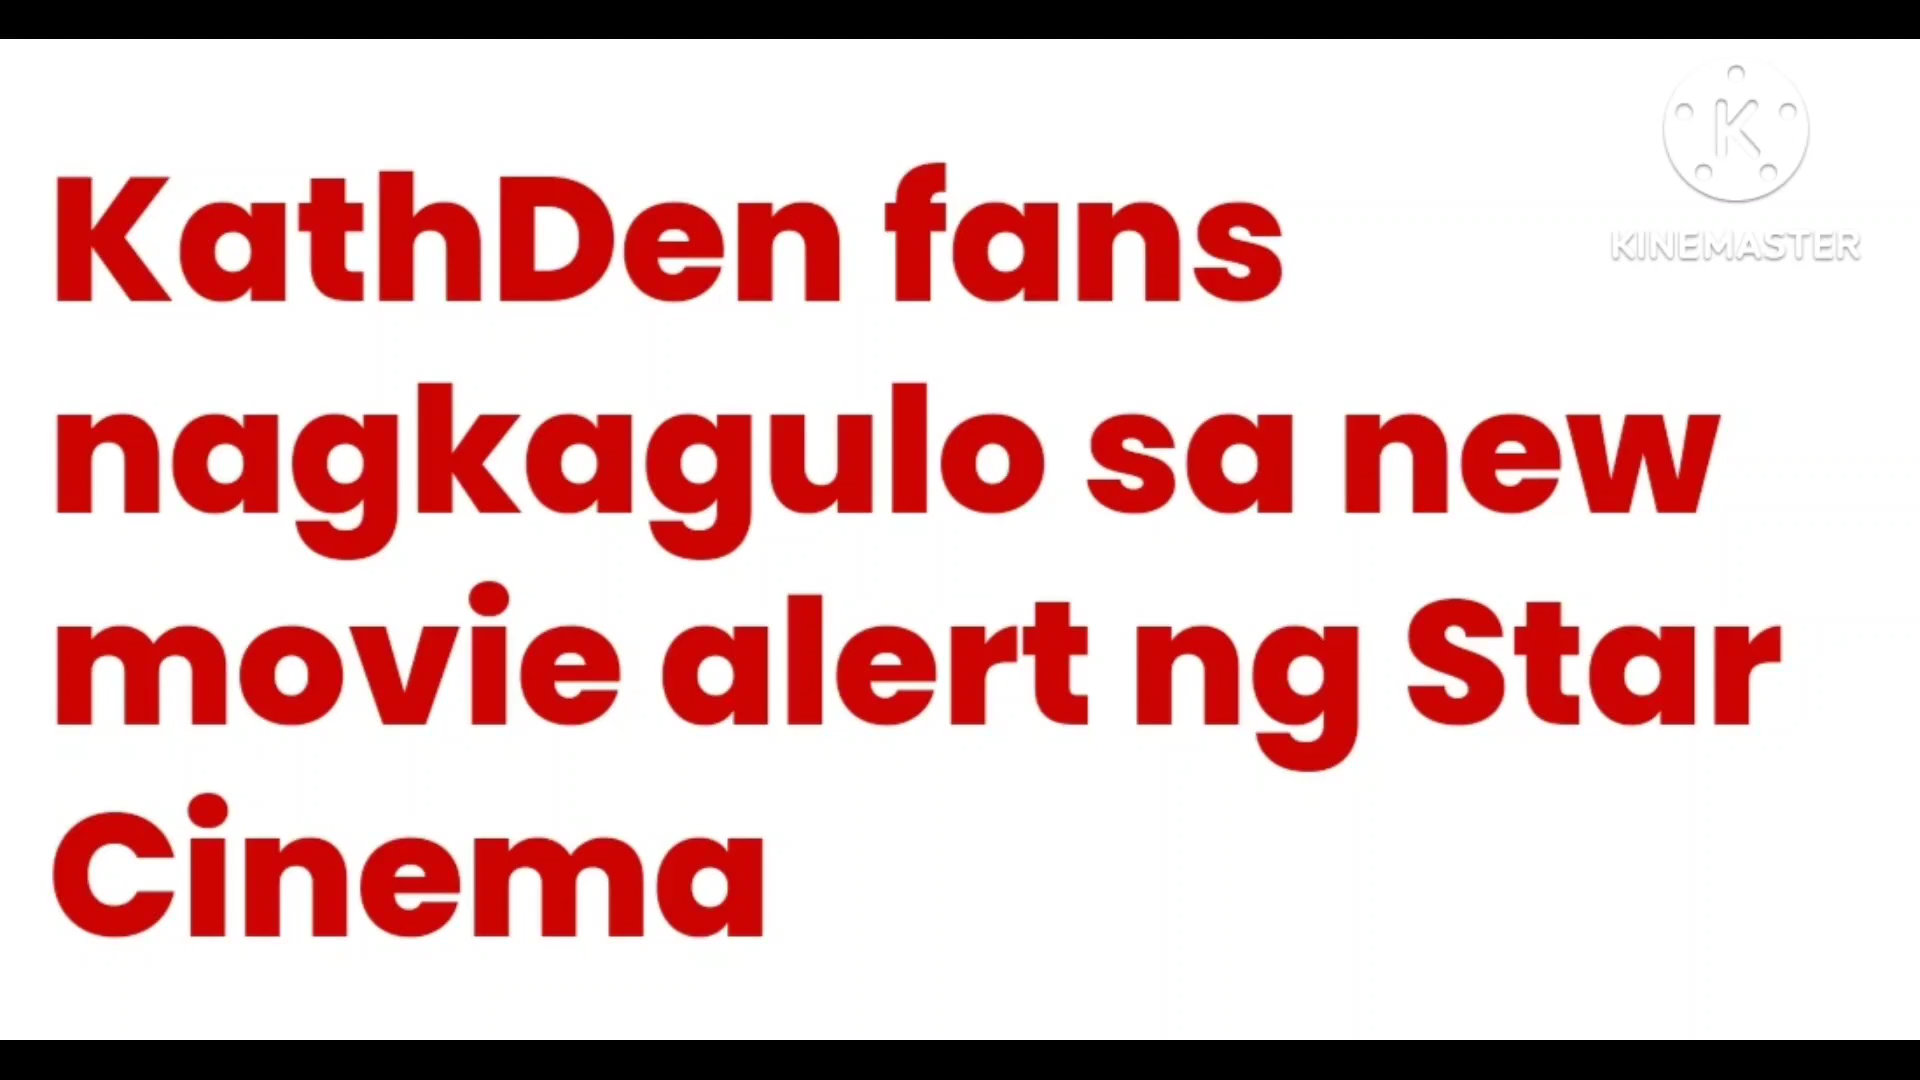 KathDen fans
nagkagulo sa new
movie alert ng Star
Cinema
K
KINEMASTER